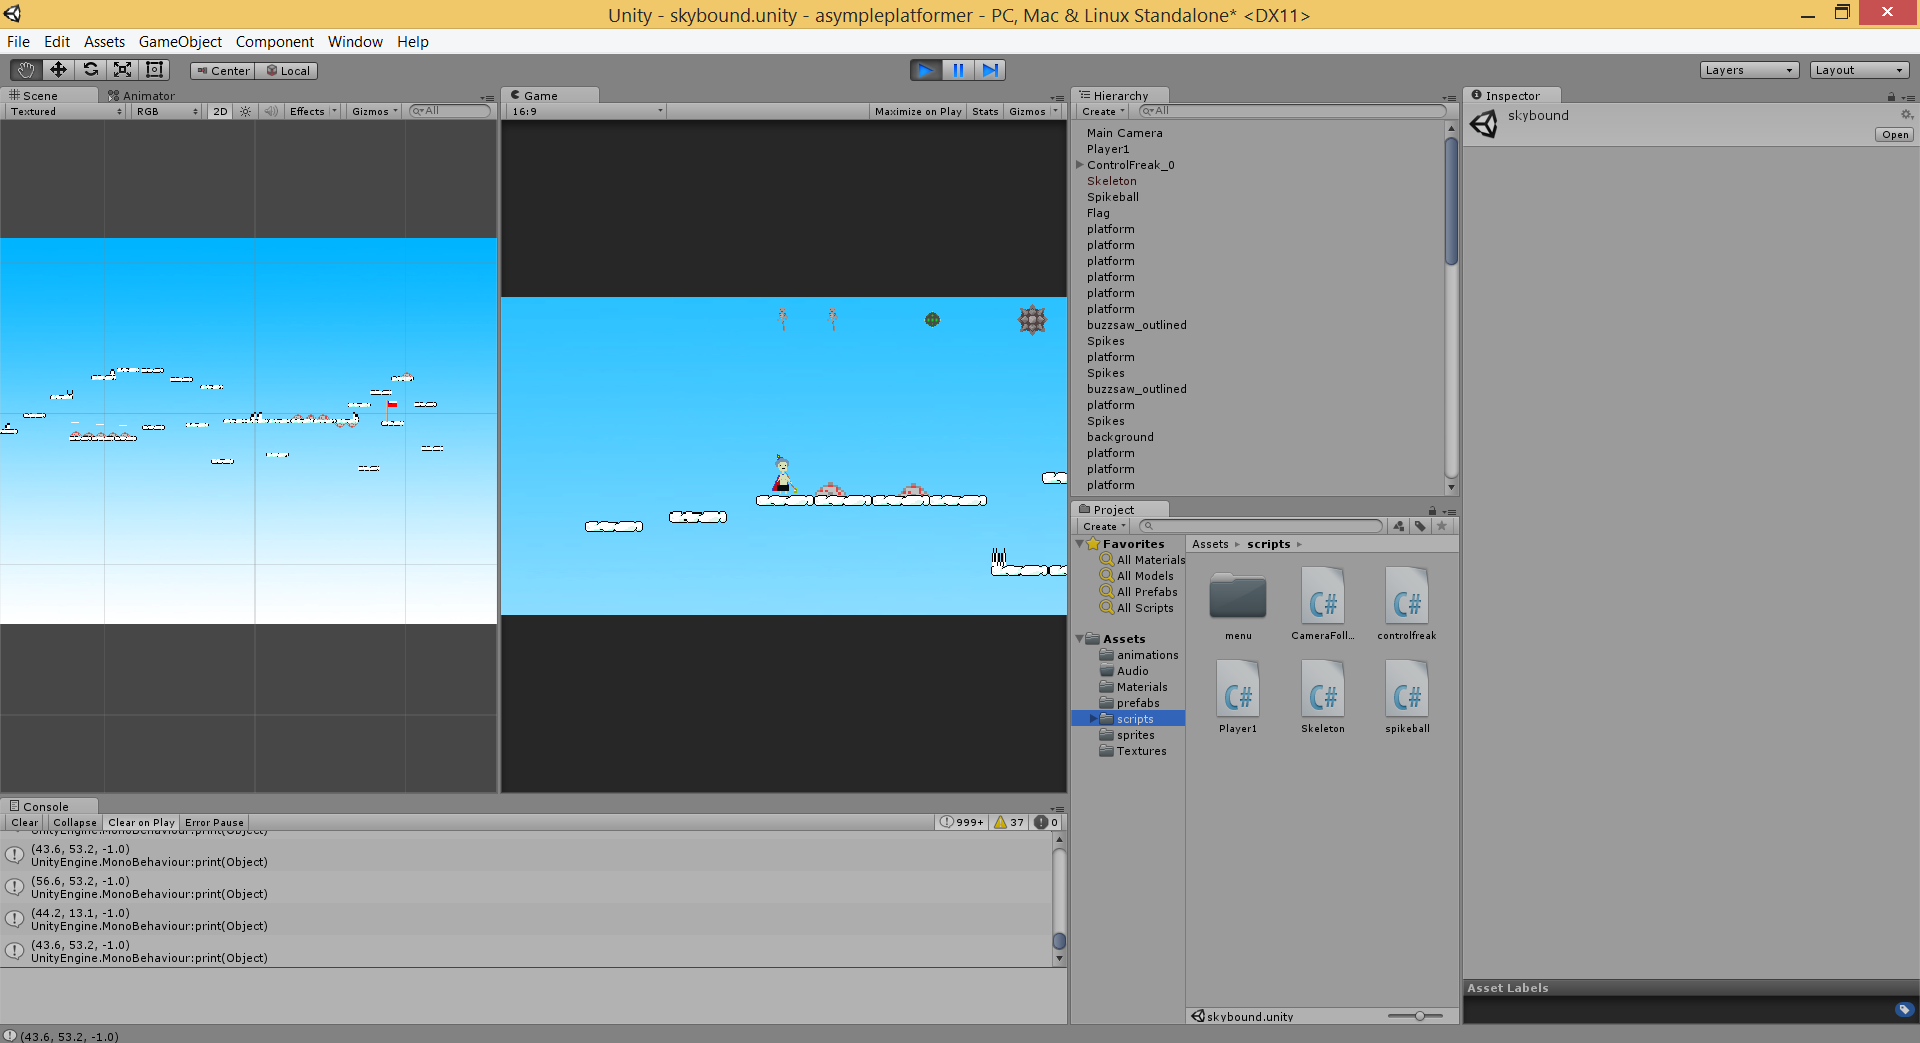 Unity - skybound.unity - asympleplatformer - PC, Mac & Linux Standalone* <DX11>
File Edit Assets GameObject Component Window Help
Center Local
Layers Layout
Scene Animator
Textured RGB 2D Effects Gizmos All
Game
16:9 Maximize on Play Stats Gizmos
Hierarchy
Create All
Main Camera
Player1
ControlFreak_0
Skeleton
Spikeball
Flag
platform
platform
platform
platform
platform
platform
buzzsaw_outlined
Spikes
platform
Spikes
buzzsaw_outlined
platform
Spikes
background
platform
platform
platform
Inspector
skybound
Open
Project
Create
Favorites
All Materials
All Models
All Prefabs
All Scripts
Assets
animations
Audio
Materials
prefabs
scripts
sprites
Textures
Assets scripts
menu
C#
CameraFoll...
C#
controlfreak
C#
Player1
C#
Skeleton
C#
spikeball
skybound.unity
Asset Labels
Console
Clear Collapse Clear on Play Error Pause 999+ 37 0
UnityEngine.MonoBehaviour:print(Object)
(43.6, 53.2, -1.0)
UnityEngine.MonoBehaviour:print(Object)
(56.6, 53.2, -1.0)
UnityEngine.MonoBehaviour:print(Object)
(44.2, 13.1, -1.0)
UnityEngine.MonoBehaviour:print(Object)
(43.6, 53.2, -1.0)
UnityEngine.MonoBehaviour:print(Object)
(43.6, 53.2, -1.0)